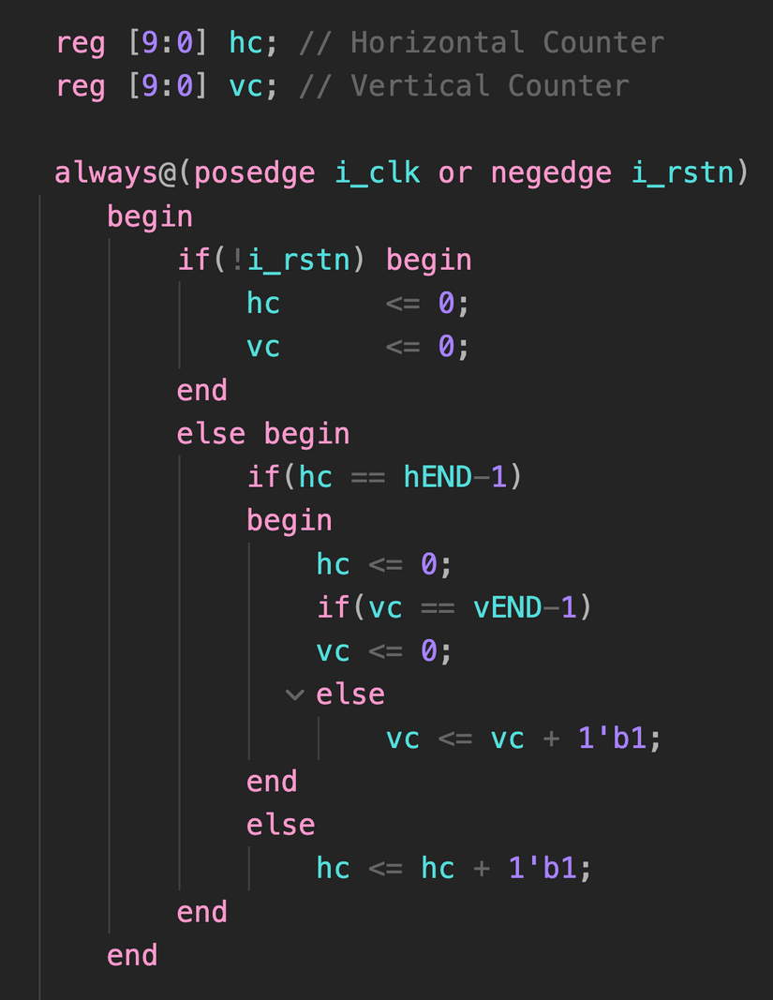 reg [9:0] hc; // Horizontal Counter
reg [9:0] vc; // Vertical Counter
always@(posedge i_clk or negedge i_rstn)
begin
if(!i_rstn) begin
hc <= 0;
vc <= 0;
end
else begin
if(hc == hEND-1)
begin
hc <= 0;
if(vc == vEND-1)
vc <= 0;
else
vc <= vc + 1'b1;
end
else
hc <= hc + 1'b1;
end
end